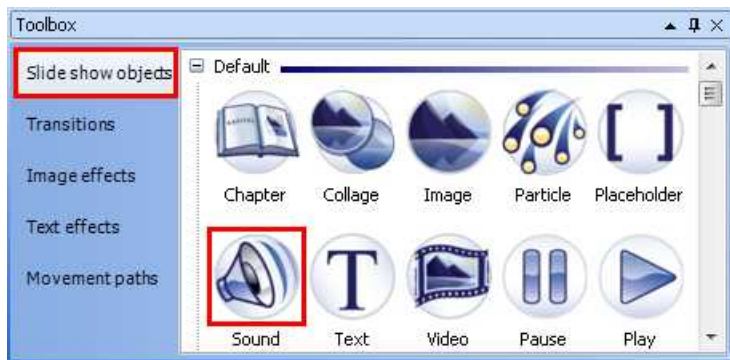 Toolbox
Slide show objects
Transitions
Image effects
Text effects
Movement paths
Default
Chapter Collage Image Particle Placeholder
Sound Text Video Pause Play